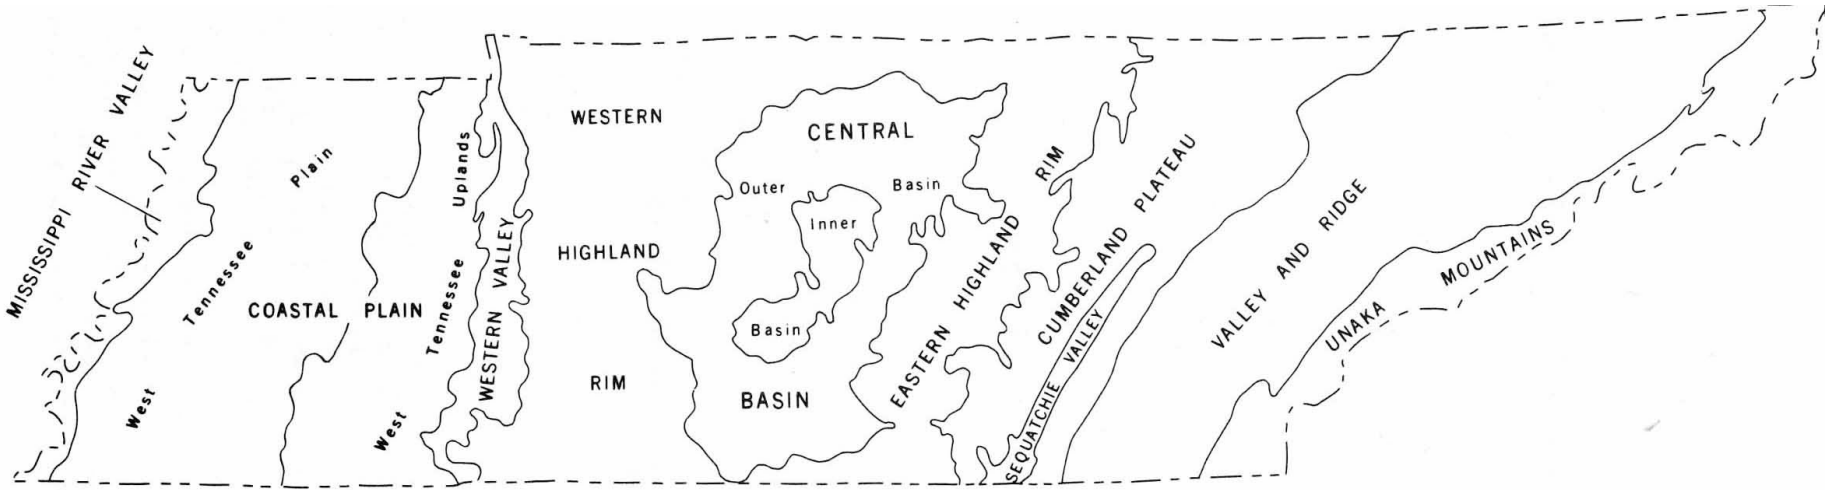 MISSISSIPPI RIVER VALLEY
West Tennessee Plain
COASTAL PLAIN
West Tennessee Uplands
WESTERN VALLEY
WESTERN
HIGHLAND
RIM
CENTRAL
BASIN
Outer Basin
Inner
Basin
EASTERN HIGHLAND RIM
CUMBERLAND PLATEAU
SEQUATCHIE VALLEY
VALLEY AND RIDGE
UNAKA MOUNTAINS